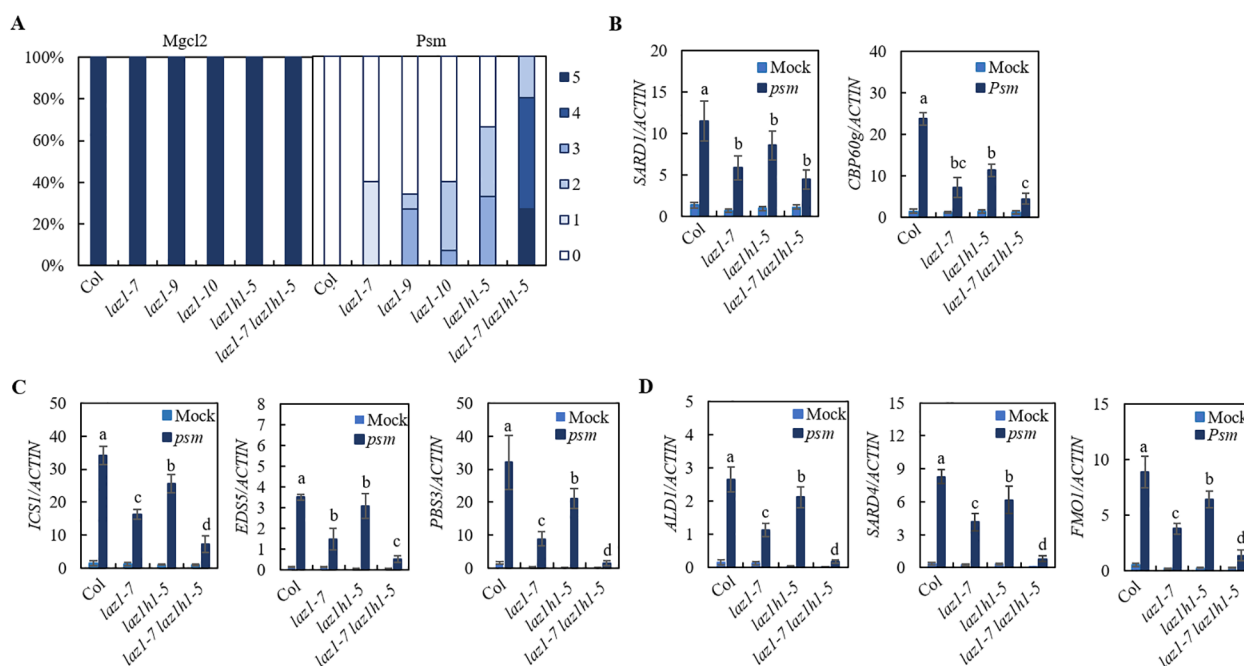 A
Mgcl2
Psm
100%
80%
60%
40%
20%
0%
5
4
3
2
1
0
Col
laz1-7
laz1-9
laz1-10
laz1h1-5
laz1-7 laz1h1-5
Col
laz1-7
laz1-9
laz1-10
laz1h1-5
laz1-7 laz1h1-5
B
SARD1/ACTIN
20
15
10
5
0
Mock
psm
a
b
b
b
Col
laz1-7
laz1h1-5
laz1-7 laz1h1-5
CBP60g/ACTIN
40
30
20
10
0
Mock
Psm
a
bc
b
c
Col
laz1-7
laz1h1-5
laz1-7 laz1h1-5
C
ICS1/ACTIN
50
40
30
20
10
0
Mock
psm
a
c
b
d
Col
laz1-7
laz1h1-5
laz1-7 laz1h1-5
EDS5/ACTIN
8
7
6
5
4
3
2
1
0
Mock
psm
a
b
b
c
Col
laz1-7
laz1h1-5
laz1-7 laz1h1-5
PBS3/ACTIN
50
40
30
20
10
0
Mock
psm
a
c
b
d
Col
laz1-7
laz1h1-5
laz1-7 laz1h1-5
D
ALD1/ACTIN
5
4
3
2
1
0
Mock
psm
a
c
b
d
Col
laz1-7
laz1h1-5
laz1-7 laz1h1-5
SARD4/ACTIN
15
12
9
6
3
0
Mock
psm
a
c
b
d
Col
laz1-7
laz1h1-5
laz1-7 laz1h1-5
FMO1/ACTIN
15
10
5
0
Mock
Psm
a
c
b
d
Col
laz1-7
laz1h1-5
laz1-7 laz1h1-5